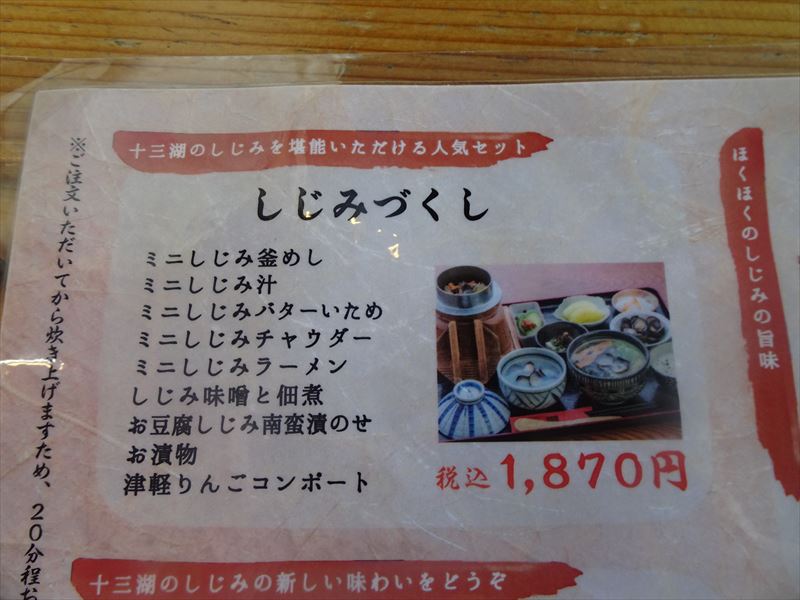 ※ご注文いただいてから炊き上げますため、20分程お
十三湖のしじみを堪能いただける人気セット
しじみづくし
ミニしじみ釜めし
ミニしじみ汁
ミニしじみバターいため
ミニしじみチャウダー
ミニしじみラーメン
しじみ味噌と佃煮
お豆腐しじみ南蛮漬のせ
お漬物
津軽りんごコンポート
税込1,870円
ほくほくのしじみの旨味
十三湖のしじみの新しい味わいをどうぞ